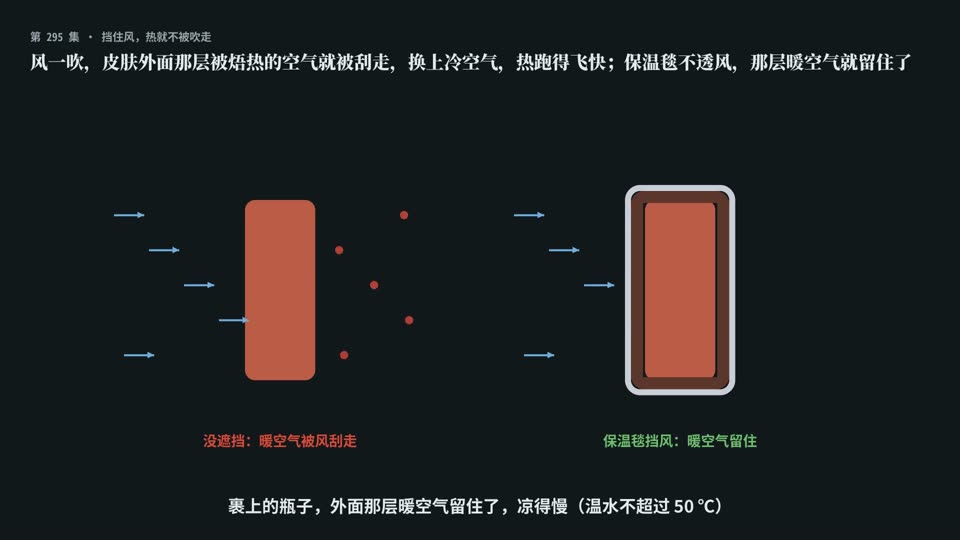 第 295 集 · 挡住风，热就不被吹走
风一吹，皮肤外面那层被焐热的空气就被刮走，换上冷空气，热跑得飞快；保温毯不透风，那层暖空气就留住了
没遮挡：暖空气被风刮走
保温毯挡风：暖空气留住
裹上的瓶子，外面那层暖空气留住了，凉得慢（温水不超过 50 ℃）